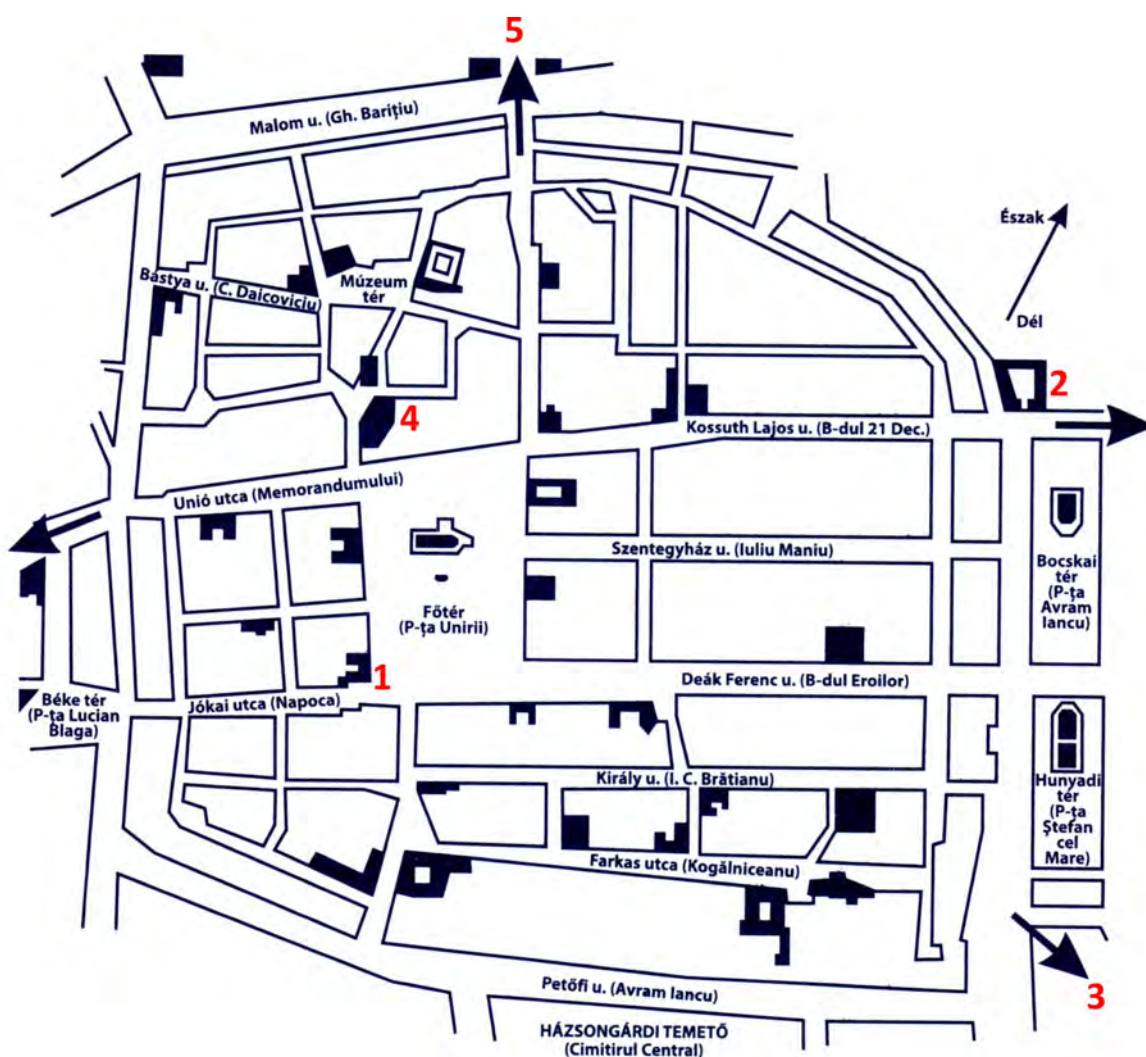 5
Malom u. (Gh. Barițiu)
Észak
Dél
Bástya u. (C. Daicoviciu)
Múzeum
tér
2
4
Kossuth Lajos u. (B-dul 21 Dec.)
Unió utca (Memorandumului)
Szentegyház u. (Iuliu Maniu)
Bocskai
tér
(P-ța
Avram
Iancu)
Főtér
(P-ța Unirii)
1
Deák Ferenc u. (B-dul Eroilor)
Béke tér
(P-ța Lucian
Blaga)
Jókai utca (Napoca)
Király u. (I. C. Brătianu)
Hunyadi
tér
(P-ța
Ștefan
cel
Mare)
Farkas utca (Kogălniceanu)
3
Petőfi u. (Avram Iancu)
HÁZSONGÁRDI TEMETŐ
(Cimitirul Central)